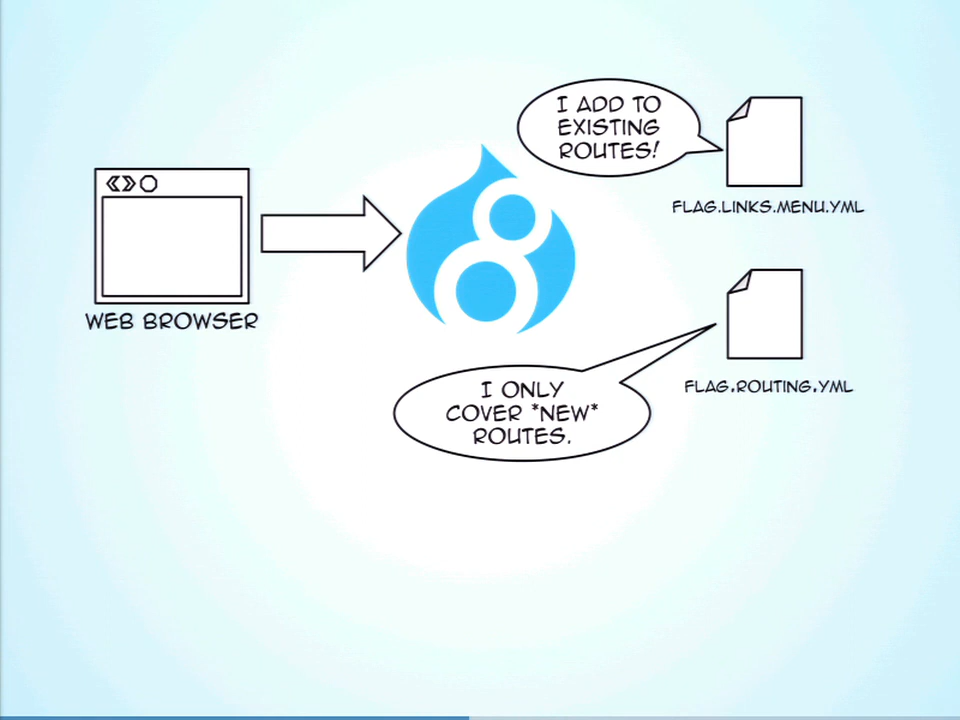 I ADD TO
EXISTING
ROUTES!
FLAG.LINKS.MENU.YML
WEB BROWSER
I ONLY
COVER *NEW*
ROUTES.
FLAG.ROUTING.YML